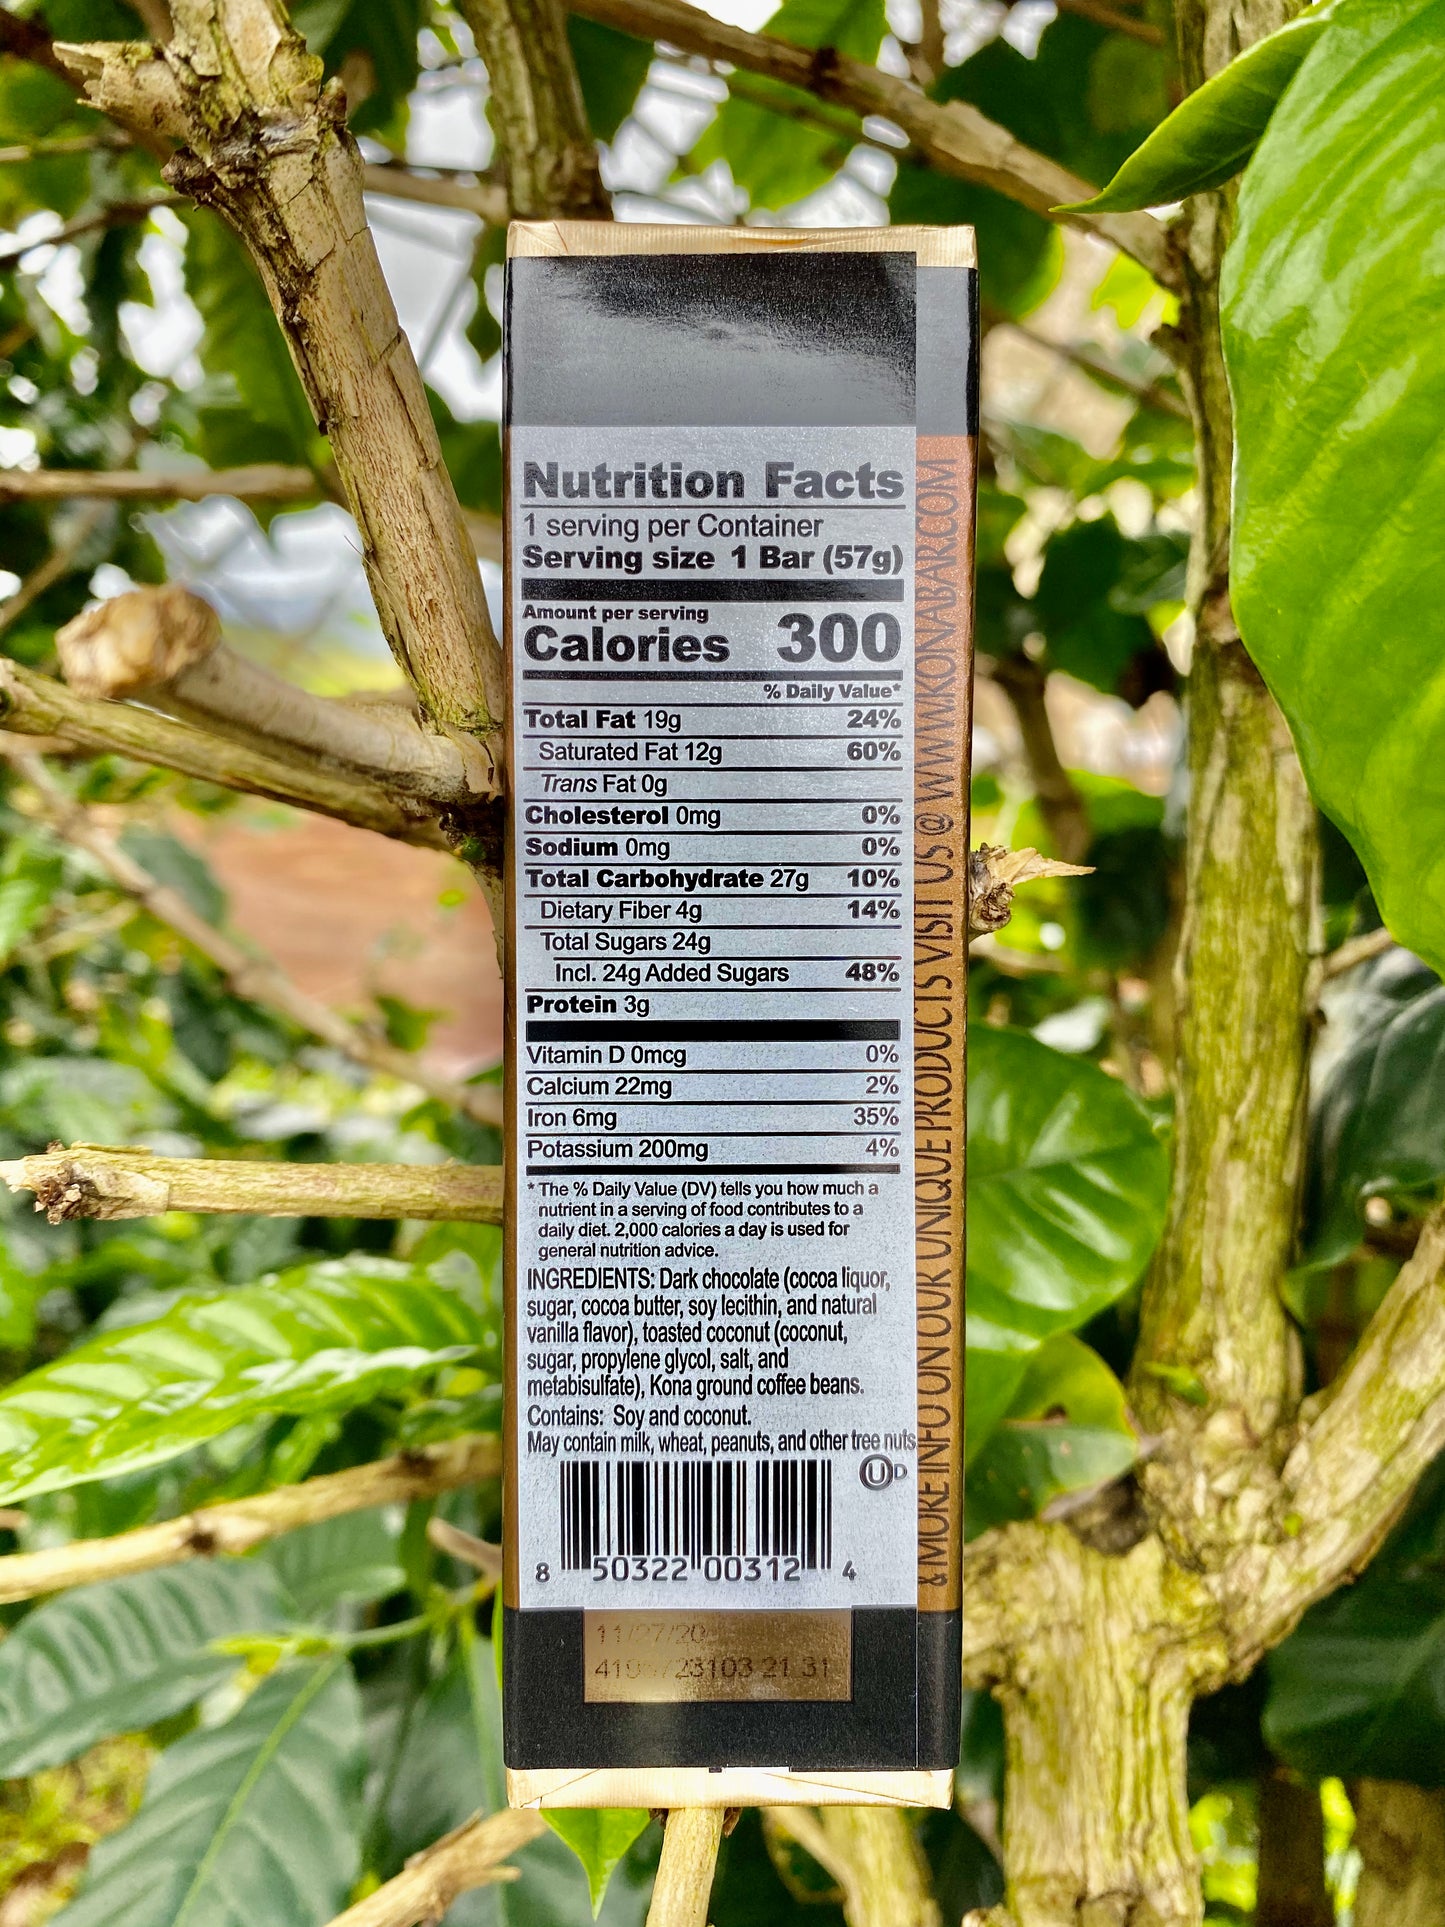 Nutrition Facts
1 serving per Container
Serving size 1 Bar (57g)
Amount per serving
Calories 300
% Daily Value*
Total Fat 19g 24%
Saturated Fat 12g 60%
Trans Fat 0g
Cholesterol 0mg 0%
Sodium 0mg 0%
Total Carbohydrate 27g 10%
Dietary Fiber 4g 14%
Total Sugars 24g
Incl. 24g Added Sugars 48%
Protein 3g
Vitamin D 0mcg 0%
Calcium 22mg 2%
Iron 6mg 35%
Potassium 200mg 4%
* The % Daily Value (DV) tells you how much a
nutrient in a serving of food contributes to a
daily diet. 2,000 calories a day is used for
general nutrition advice.
INGREDIENTS: Dark chocolate (cocoa liquor,
sugar, cocoa butter, soy lecithin, and natural
vanilla flavor), toasted coconut (coconut,
sugar, propylene glycol, salt, and
metabisulfate), Kona ground coffee beans.
Contains: Soy and coconut.
May contain milk, wheat, peanuts, and other tree nuts
U D
8 50322 00312 4
11/27/20
21 31
& MORE INFO ON OUR UNIQUE PRODUCTS VISIT US @ WWW.KONABAR.COM